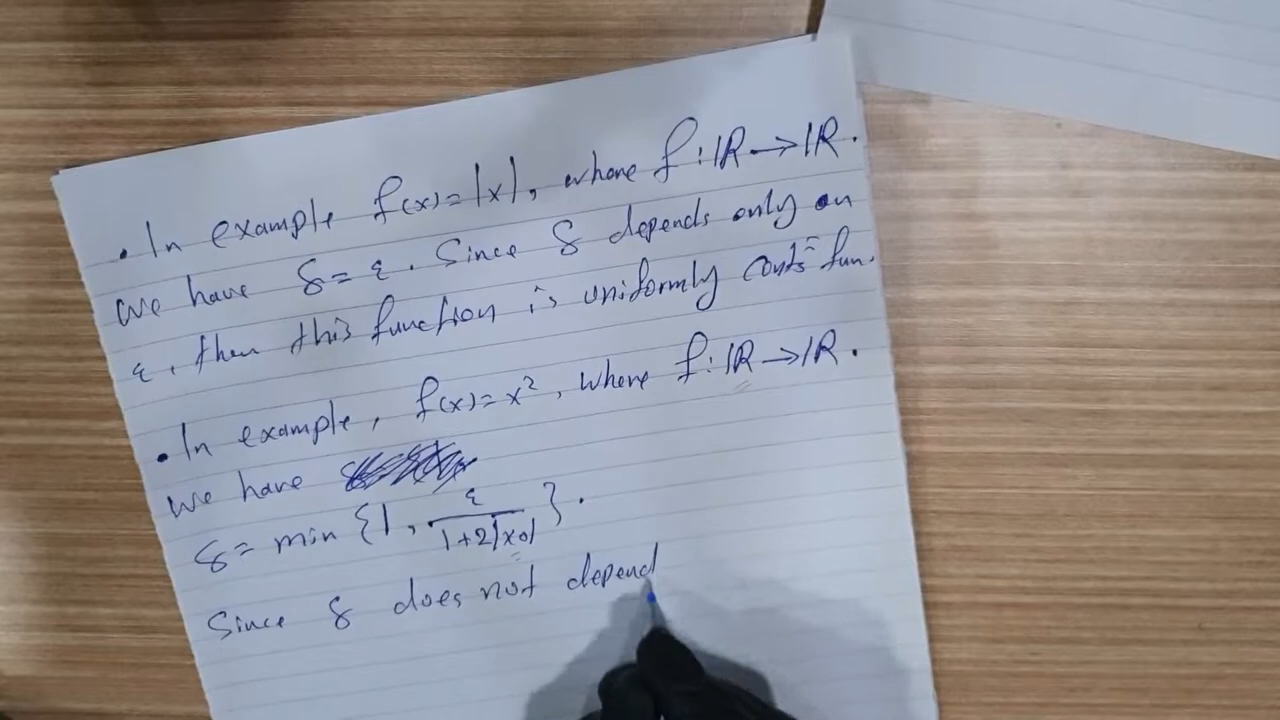 • In example f(x)=|x|, where f:ℝ→ℝ.
we have δ=ε. Since δ depends only on
ε, then this function is uniformly conts fun.
• In example, f(x)=x², where f:ℝ→ℝ.
we have
δ= min {1, ε/(1+2|x0|)}.
Since δ does not depend